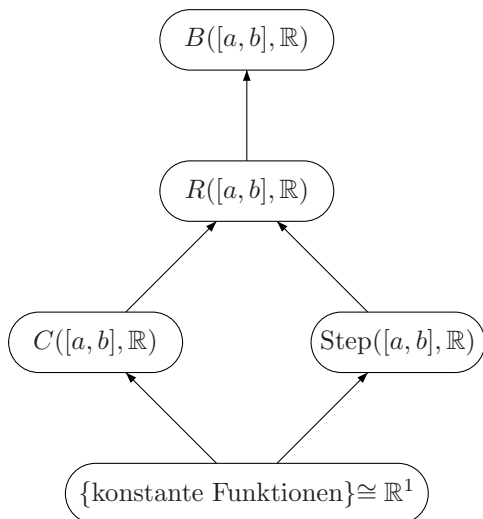 B([a, b], ℝ)
R([a, b], ℝ)
C([a, b], ℝ)
Step([a, b], ℝ)
{konstante Funktionen}≅ ℝ¹